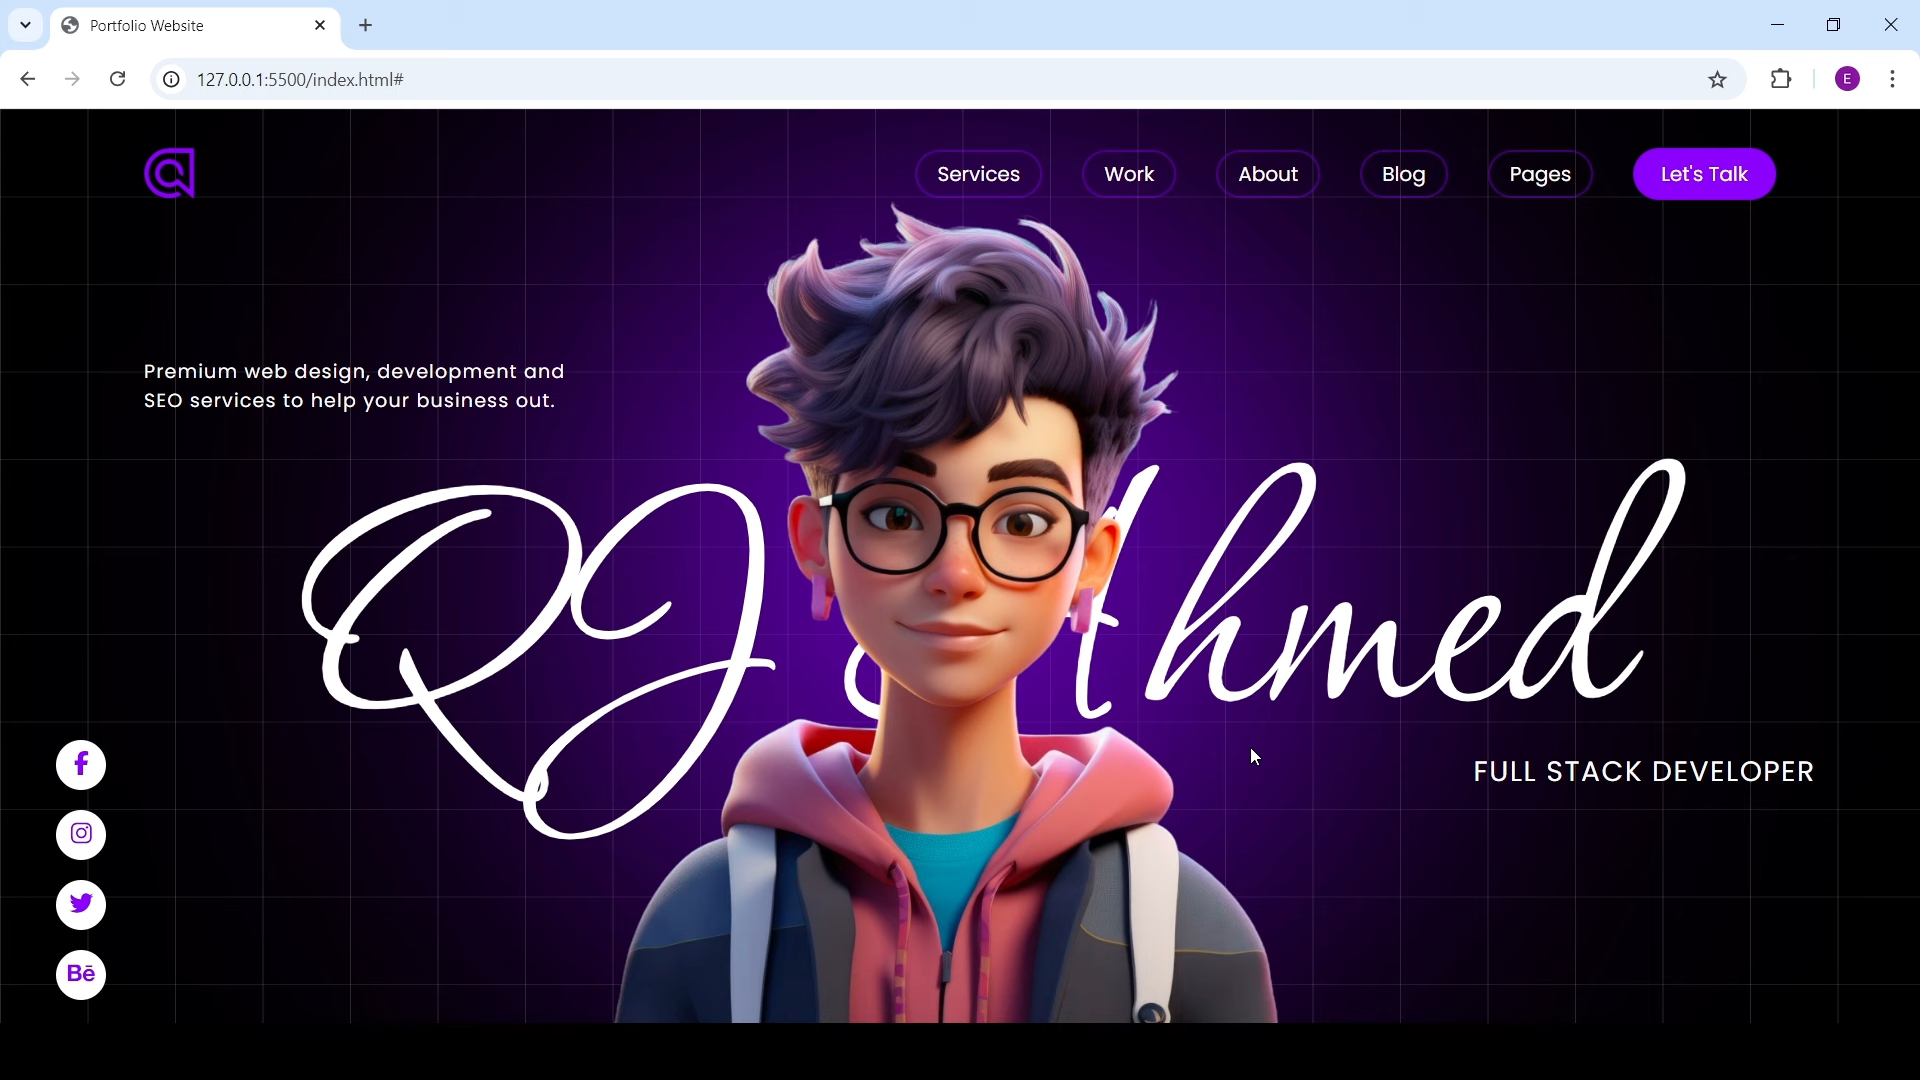 Portfolio Website
127.0.0.1:5500/index.html#
E
Services
Work
About
Blog
Pages
Let's Talk
Premium web design, development and
SEO services to help your business out.
FULL STACK DEVELOPER
Bē